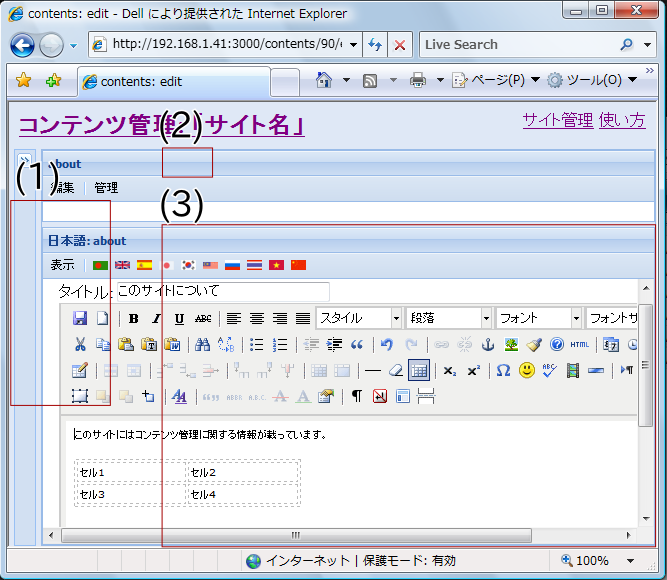 contents: edit - Dell により提供された Internet Explorer
http://192.168.1.41:3000/contents/90/e
Live Search
contents: edit
ページ(P)
ツール(O)
コンテンツ管理「サイト名」
サイト管理 使い方
(2)
about
(1)
編集 管理
(3)
日本語: about
表示
タイトル: このサイトについて
B I U ABC
スタイル 段落 フォント フォントサ
HTML
セル1 セル2
セル3 セル4
このサイトにはコンテンツ管理に関する情報が載っています。
インターネット | 保護モード: 有効
100%